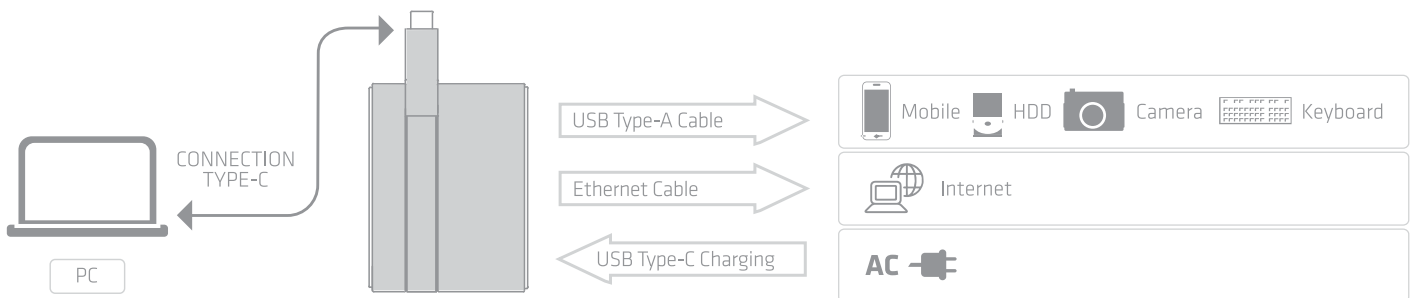 CONNECTION
TYPE-C
PC
USB Type-A Cable
Mobile HDD Camera Keyboard
Ethernet Cable
Internet
USB Type-C Charging
AC